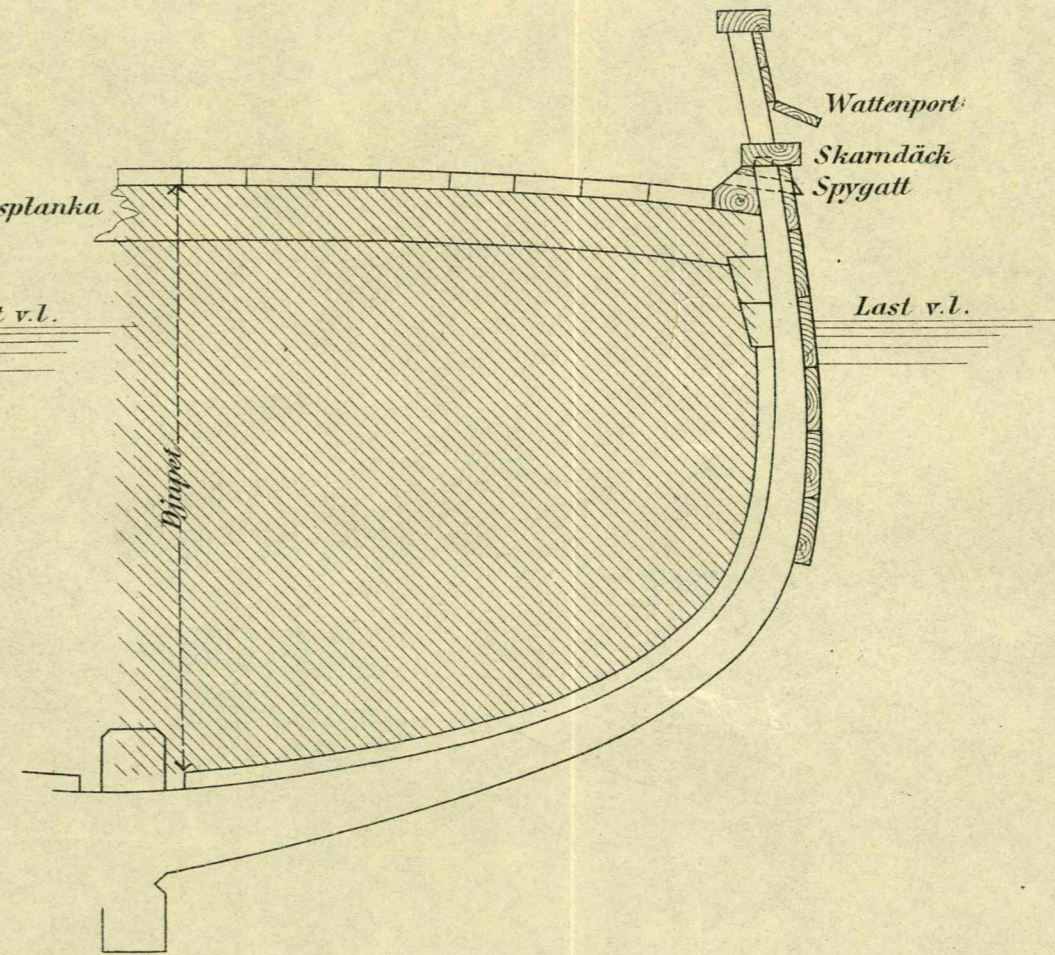 Wattenport
Skarndäck
Spygatt
splanka
Last v.l.
t v.l.
Djupet